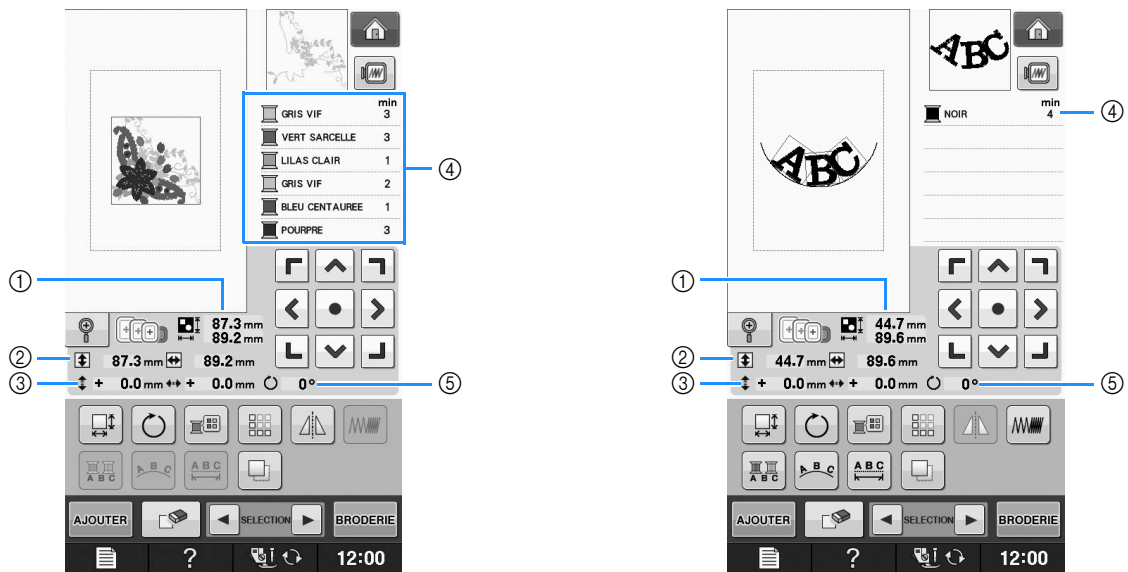 min
GRIS VIF 3
VERT SARCELLE 3
LILAS CLAIR 1
④
GRIS VIF 2
BLEU CENTAUREE 1
POURPRE 3
①
87.3 mm
89.2 mm
②
87.3 mm 89.2 mm
③
+ 0.0 mm + 0.0 mm 0°
⑤
A B C
A B C
A B C
AJOUTER
SELECTION
BRODERIE
?
12:00
ABC
min
NOIR 4
④
ABC
①
44.7 mm
89.6 mm
②
44.7 mm 89.6 mm
③
+ 0.0 mm + 0.0 mm 0°
⑤
A B C
A B C
A B C
AJOUTER
SELECTION
BRODERIE
?
12:00